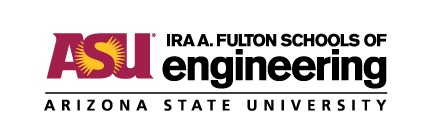 ASU® IRA A. FULTON SCHOOLS OF
engineering
ARIZONA STATE UNIVERSITY